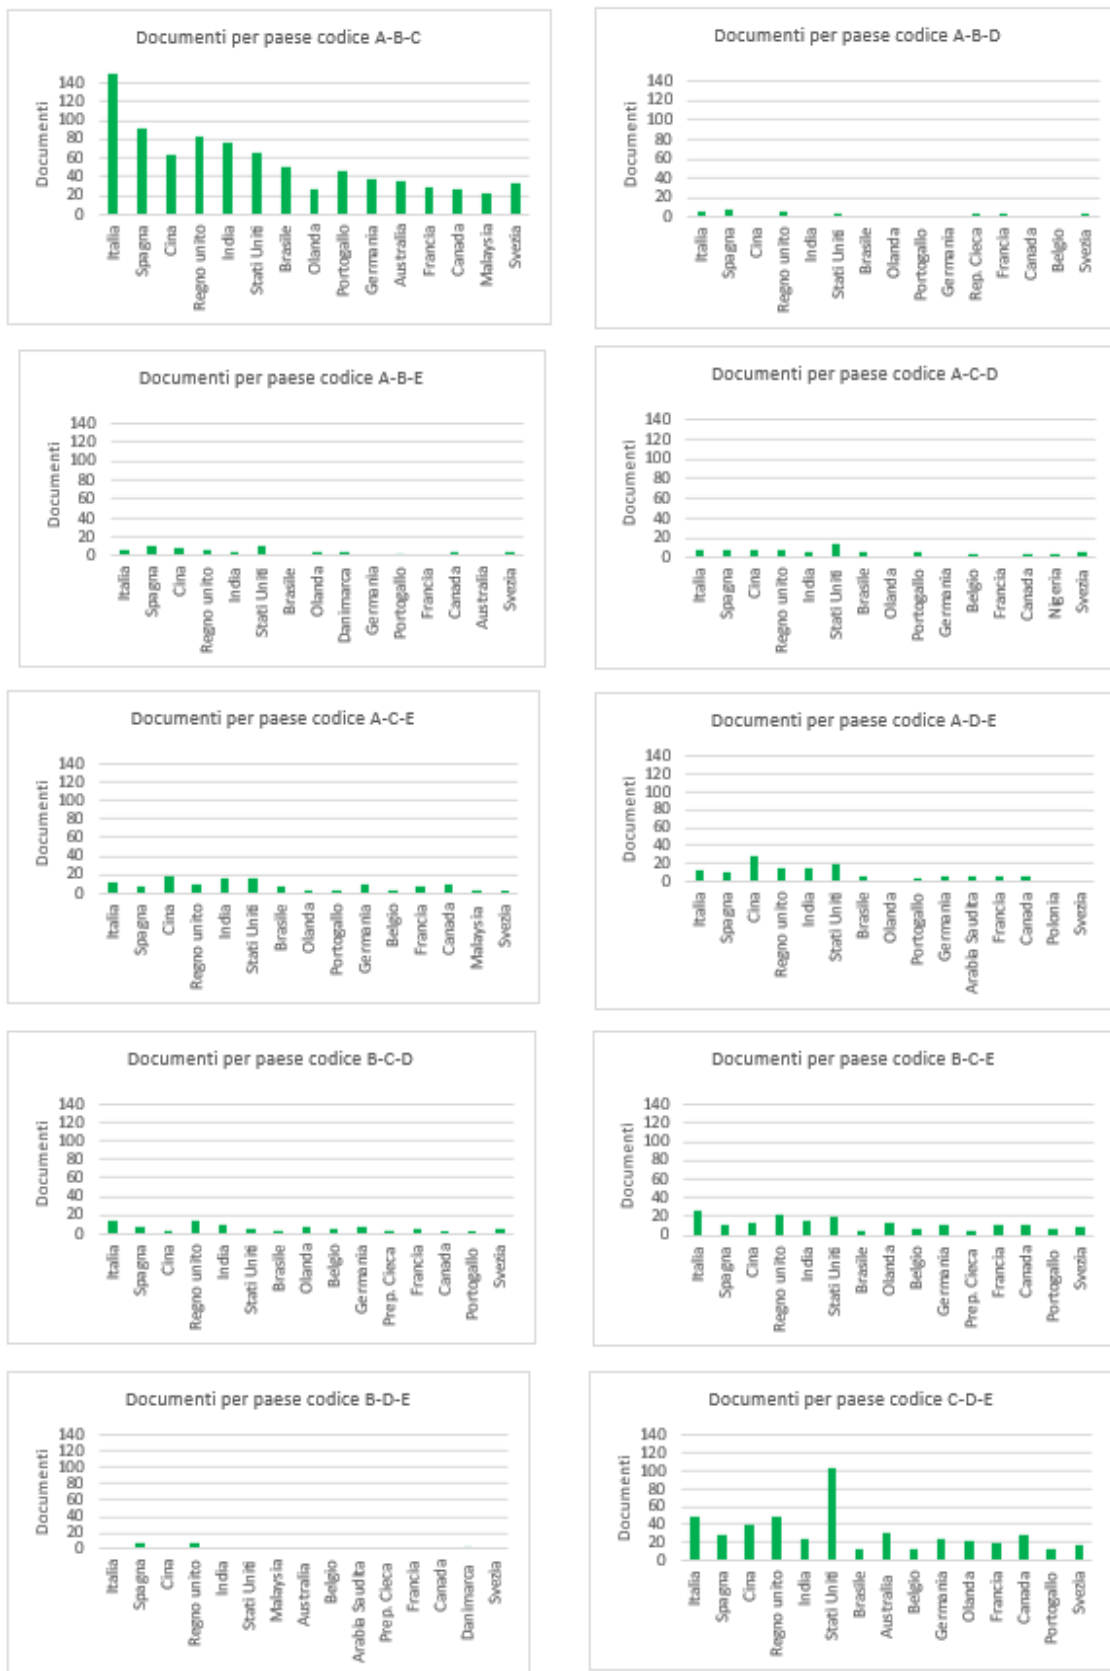 Documenti per paese codice A-B-C
Documenti
140
120
100
80
60
40
20
0
Italia
Spagna
Cina
Regno unito
India
Stati Uniti
Brasile
Olanda
Portogallo
Germania
Australia
Francia
Canada
Malaysia
Svezia
Documenti per paese codice A-B-D
Documenti
140
120
100
80
60
40
20
0
Italia
Spagna
Cina
Regno unito
India
Stati Uniti
Brasile
Olanda
Portogallo
Germania
Rep. Cieca
Francia
Canada
Belgio
Svezia
Documenti per paese codice A-B-E
Documenti
140
120
100
80
60
40
20
0
Italia
Spagna
Cina
Regno unito
India
Stati Uniti
Brasile
Olanda
Danimarca
Germania
Portogallo
Francia
Canada
Australia
Svezia
Documenti per paese codice A-C-D
Documenti
140
120
100
80
60
40
20
0
Italia
Spagna
Cina
Regno unito
India
Stati Uniti
Brasile
Olanda
Portogallo
Germania
Belgio
Francia
Canada
Nigeria
Svezia
Documenti per paese codice A-C-E
Documenti
140
120
100
80
60
40
20
0
Italia
Spagna
Cina
Regno unito
India
Stati Uniti
Brasile
Olanda
Portogallo
Germania
Belgio
Francia
Canada
Malaysia
Svezia
Documenti per paese codice A-D-E
Documenti
140
120
100
80
60
40
20
0
Italia
Spagna
Cina
Regno unito
India
Stati Uniti
Brasile
Olanda
Portogallo
Germania
Arabia Saudita
Francia
Canada
Polonia
Svezia
Documenti per paese codice B-C-D
Documenti
140
120
100
80
60
40
20
0
Italia
Spagna
Cina
Regno unito
India
Stati Uniti
Brasile
Olanda
Belgio
Germania
Prep. Cieca
Francia
Canada
Portogallo
Svezia
Documenti per paese codice B-C-E
Documenti
140
120
100
80
60
40
20
0
Italia
Spagna
Cina
Regno unito
India
Stati Uniti
Brasile
Olanda
Belgio
Germania
Prep. Cieca
Francia
Canada
Portogallo
Svezia
Documenti per paese codice B-D-E
Documenti
140
120
100
80
60
40
20
0
Italia
Spagna
Cina
Regno unito
India
Stati Uniti
Malaysia
Australia
Belgio
Arabia Saudita
Prep. Cieca
Francia
Canada
Danimarca
Svezia
Documenti per paese codice C-D-E
Documenti
140
120
100
80
60
40
20
0
Italia
Spagna
Cina
Regno unito
India
Stati Uniti
Brasile
Australia
Belgio
Germania
Olanda
Francia
Canada
Portogallo
Svezia